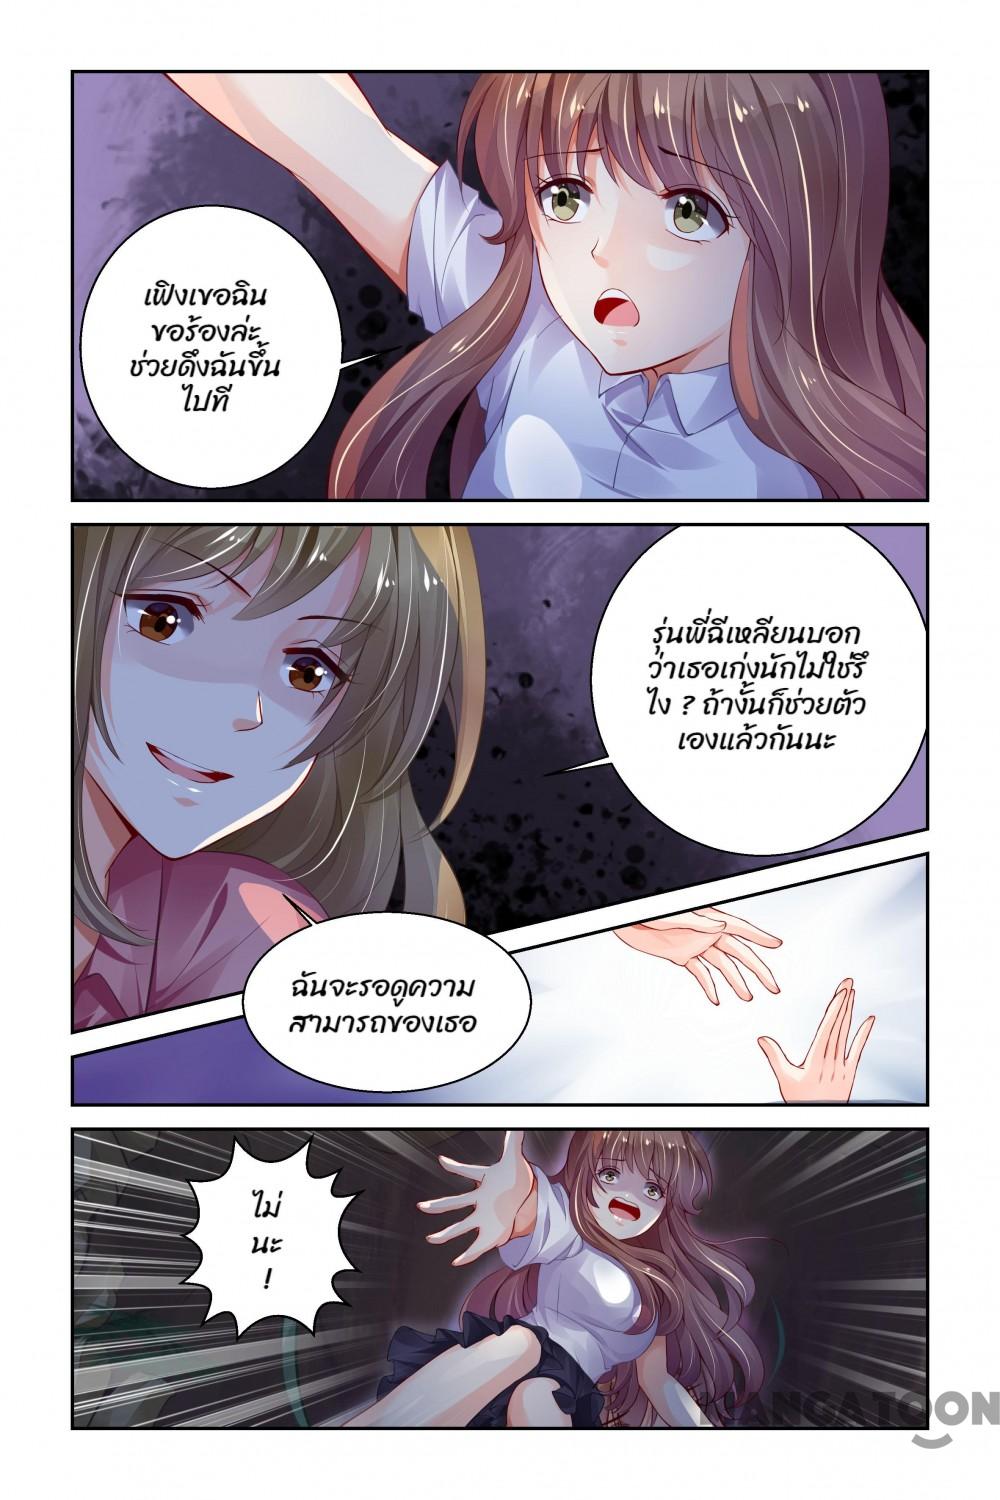 เฟิงเขอฉิน
ขอร้องล่ะ
ช่วยดึงฉันขึ้น
ไปที
รุ่นพี่ฉีเหลียนบอก
ว่าเธอเก่งนักไม่ใช่รึ
ไง ? ถ้างั้นก็ช่วยตัว
เองแล้วกันนะ
ฉันจะรอดูความ
สามารถของเธอ
ไม่
นะ
!
MANGATOON